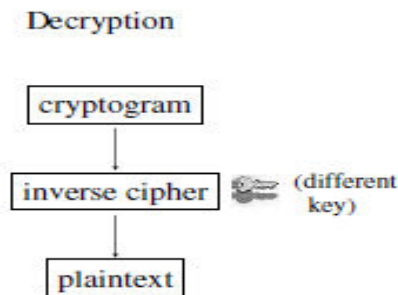 Decryption
cryptogram
inverse cipher
(different
key)
plaintext